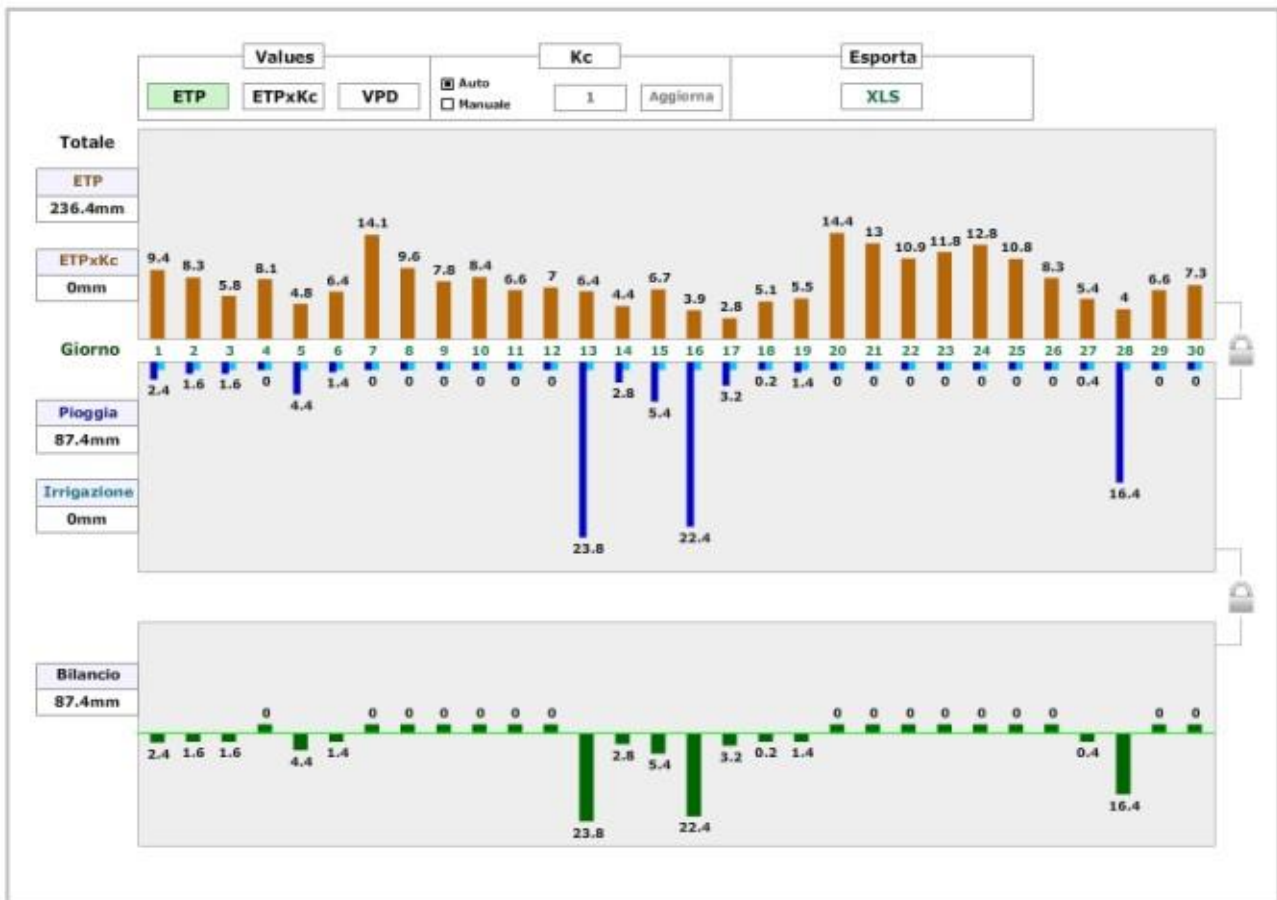 Values
Kc
Esporta
ETP
ETPxKc
VPD
Auto
Manuale
1
Aggiorna
XLS
Totale
ETP
236.4mm
ETPxKc
0mm
9.4 8.3 5.8 8.1 4.8 6.4 14.1 9.6 7.8 8.4 6.6 7 6.4 4.4 6.7 3.9 2.8 5.1 5.5 14.4 13 10.9 11.8 12.8 10.8 8.3 5.4 4 6.6 7.3
Giorno 1 2 3 4 5 6 7 8 9 10 11 12 13 14 15 16 17 18 19 20 21 22 23 24 25 26 27 28 29 30
2.4 1.6 1.6 0 4.4 1.4 0 0 0 0 0 0 23.8 2.8 5.4 22.4 3.2 0.2 1.4 0 0 0 0 0 0 0 0.4 16.4 0 0
Pioggia
87.4mm
Irrigazione
0mm
Bilancio
87.4mm
2.4 1.6 1.6 0 4.4 1.4 0 0 0 0 0 0 23.8 2.8 5.4 22.4 3.2 0.2 1.4 0 0 0 0 0 0 0 0.4 16.4 0 0